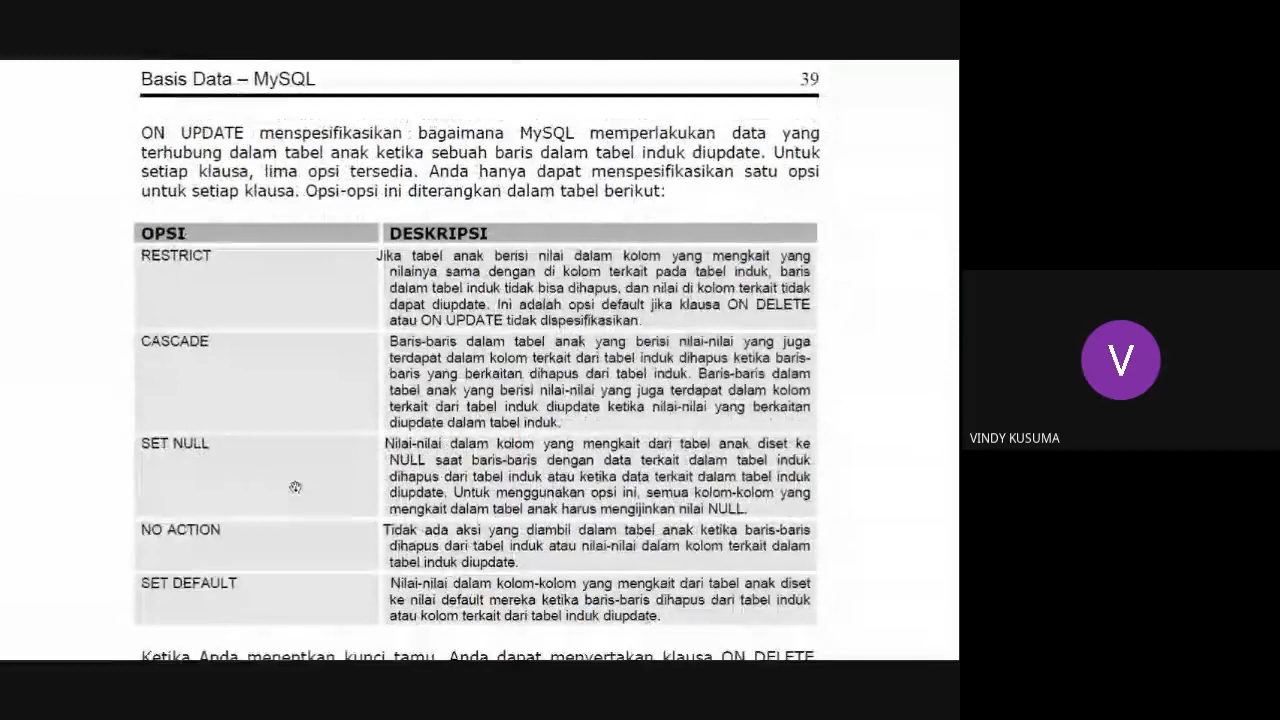 Basis Data – MySQL 39
ON UPDATE menspesifikasikan bagaimana MySQL memperlakukan data yang
terhubung dalam tabel anak ketika sebuah baris dalam tabel induk diupdate. Untuk
setiap klausa, lima opsi tersedia. Anda hanya dapat menspesifikasikan satu opsi
untuk setiap klausa. Opsi-opsi ini diterangkan dalam tabel berikut:
OPSI DESKRIPSI
RESTRICT Jika tabel anak berisi nilai dalam kolom yang mengkait yang
nilainya sama dengan di kolom terkait pada tabel induk, baris
dalam tabel induk tidak bisa dihapus, dan nilai di kolom terkait tidak
dapat diupdate. Ini adalah opsi default jika klausa ON DELETE
atau ON UPDATE tidak dispesifikasikan.
CASCADE Baris-baris dalam tabel anak yang berisi nilai-nilai yang juga
terdapat dalam kolom terkait dari tabel induk dihapus ketika baris-
baris yang berkaitan dihapus dari tabel induk. Baris-baris dalam
tabel anak yang berisi nilai-nilai yang juga terdapat dalam kolom
terkait dari tabel induk diupdate ketika nilai-nilai yang berkaitan
diupdate dalam tabel induk.
SET NULL Nilai-nilai dalam kolom yang mengkait dari tabel anak diset ke
NULL saat baris-baris dengan data terkait dalam tabel induk
dihapus dari tabel induk atau ketika data terkait dalam tabel induk
diupdate. Untuk menggunakan opsi ini, semua kolom-kolom yang
mengkait dalam tabel anak harus mengijinkan nilai NULL.
NO ACTION Tidak ada aksi yang diambil dalam tabel anak ketika baris-baris
dihapus dari tabel induk atau nilai-nilai dalam kolom terkait dalam
tabel induk diupdate.
SET DEFAULT Nilai-nilai dalam kolom-kolom yang mengkait dari tabel anak diset
ke nilai default mereka ketika baris-baris dihapus dari tabel induk
atau kolom terkait dari tabel induk diupdate.
Ketika Anda menentkan kunci tamu, Anda dapat menyertakan klausa ON DELETE
V
VINDY KUSUMA